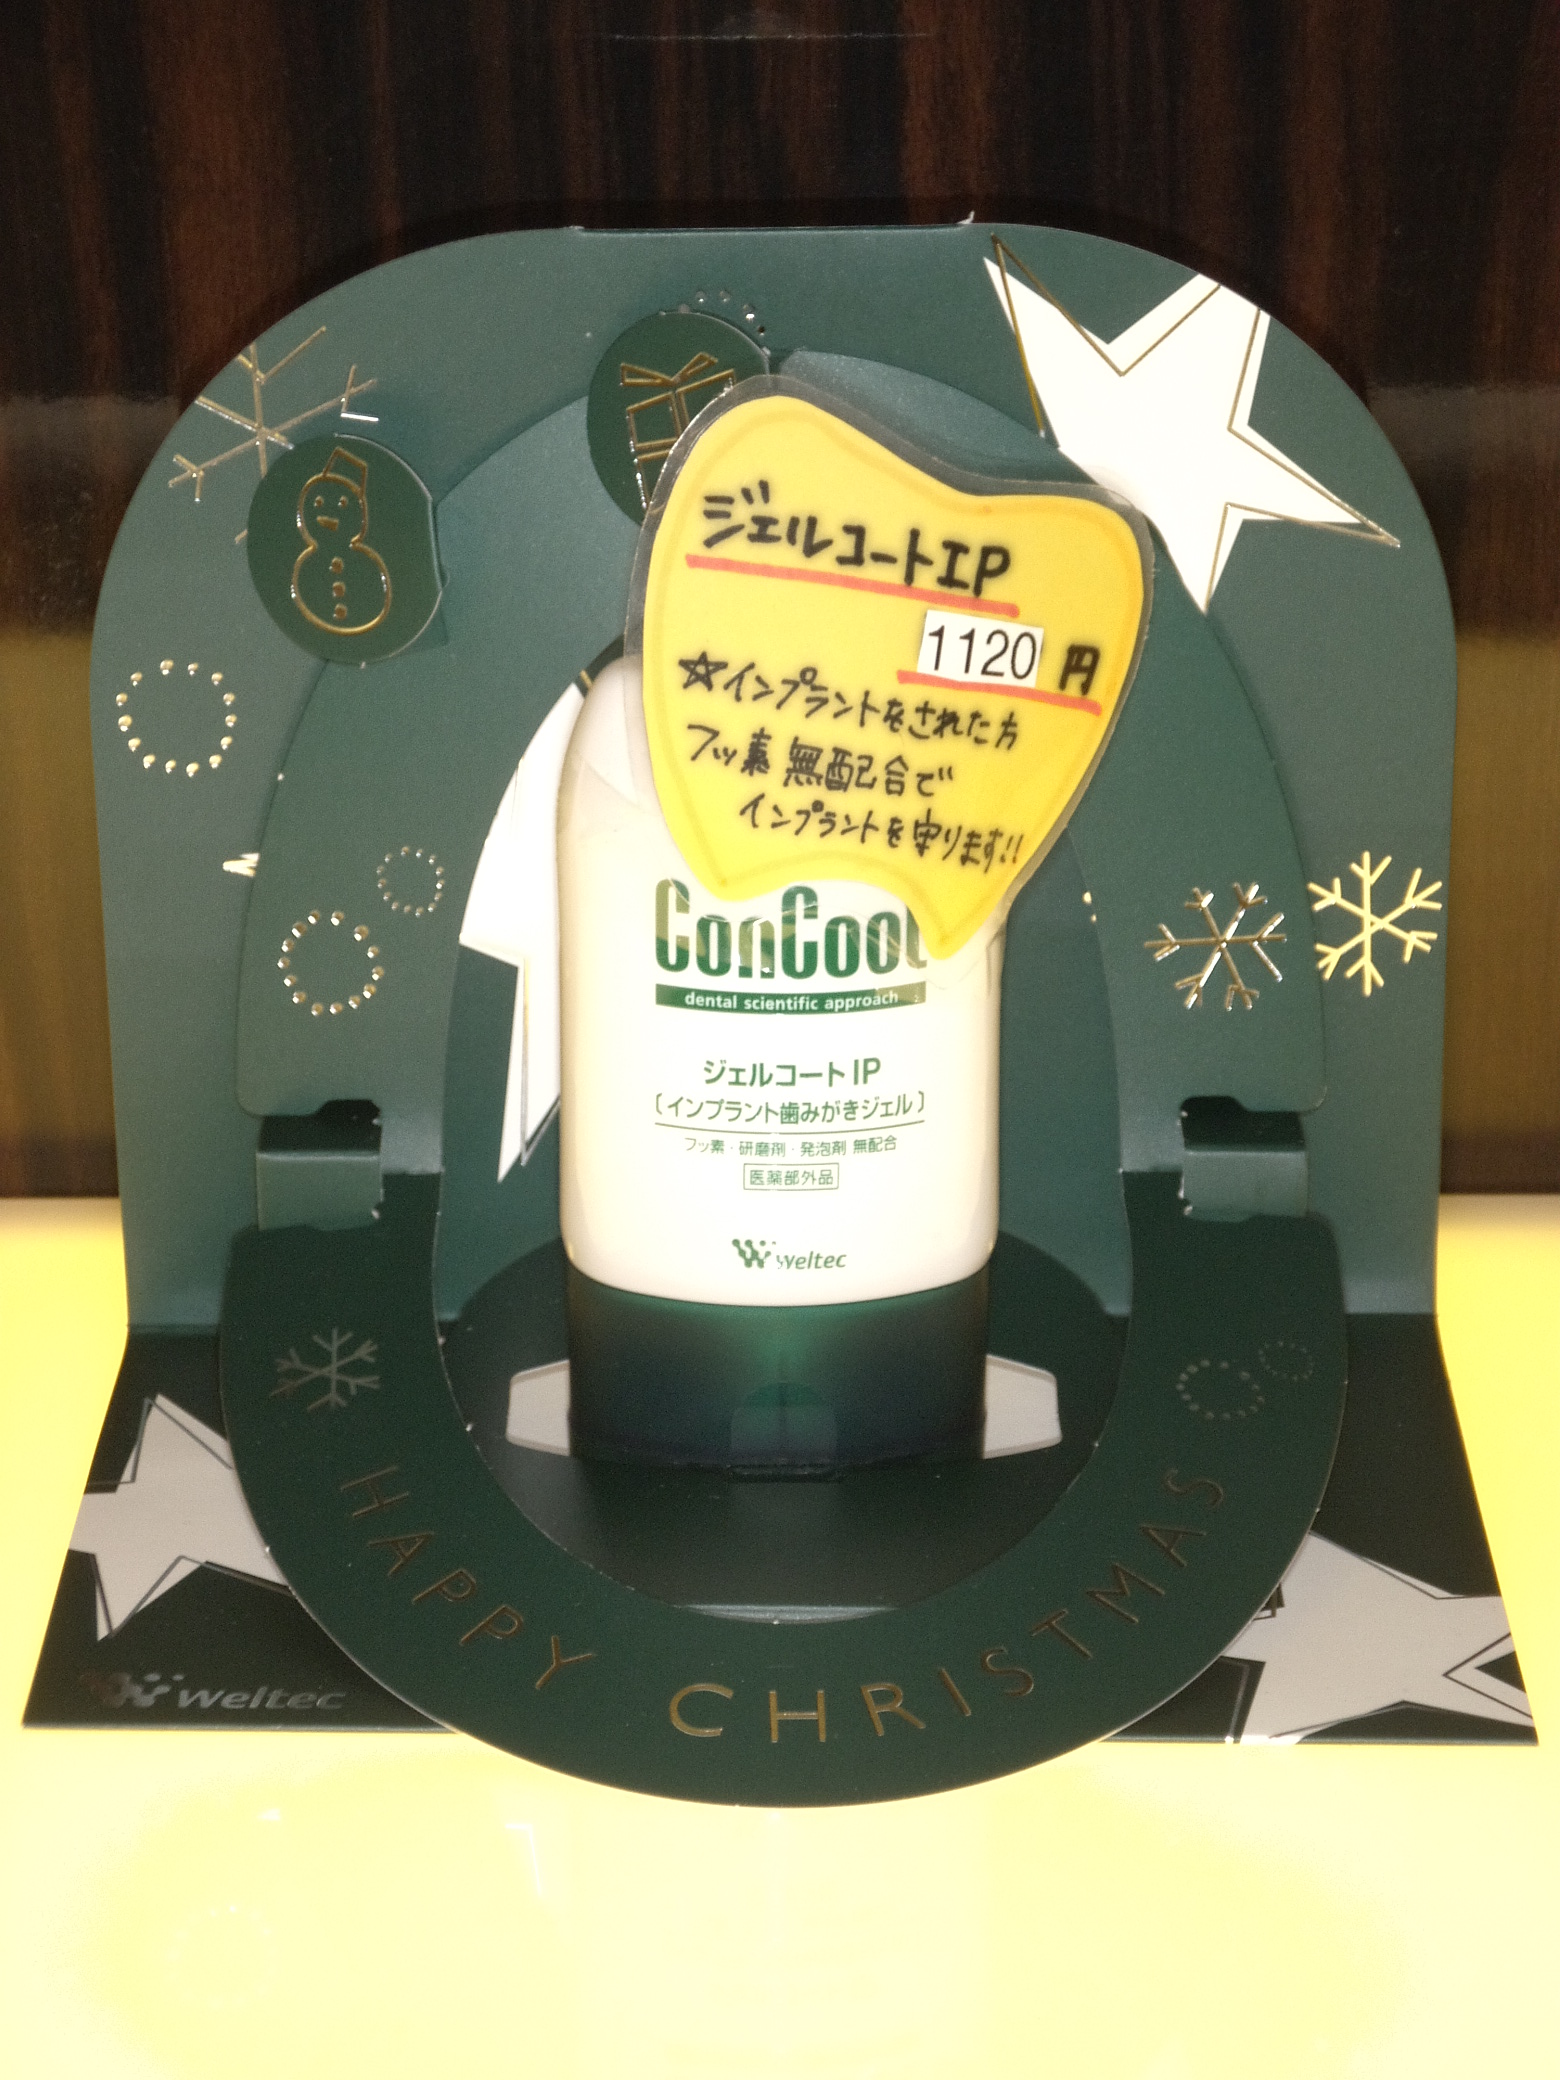 ジェルコートIP
1120円
☆インプラントをされた方
フッ素無配合で
インプラントを守ります!!
ConCool
dental scientific approach
ジェルコートIP
〔インプラント歯みがきジェル〕
フッ素・研磨剤・発泡剤 無配合
医薬部外品
weltec
HAPPY CHRISTMAS
weltec